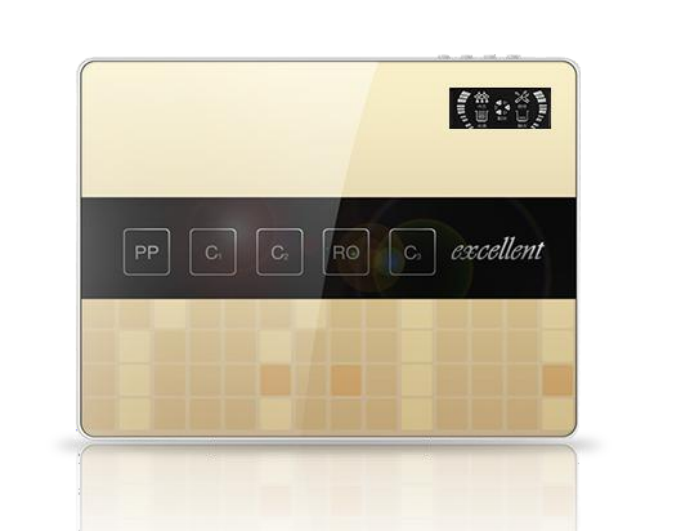 PP C₁ C₂ RO C₃ excellent